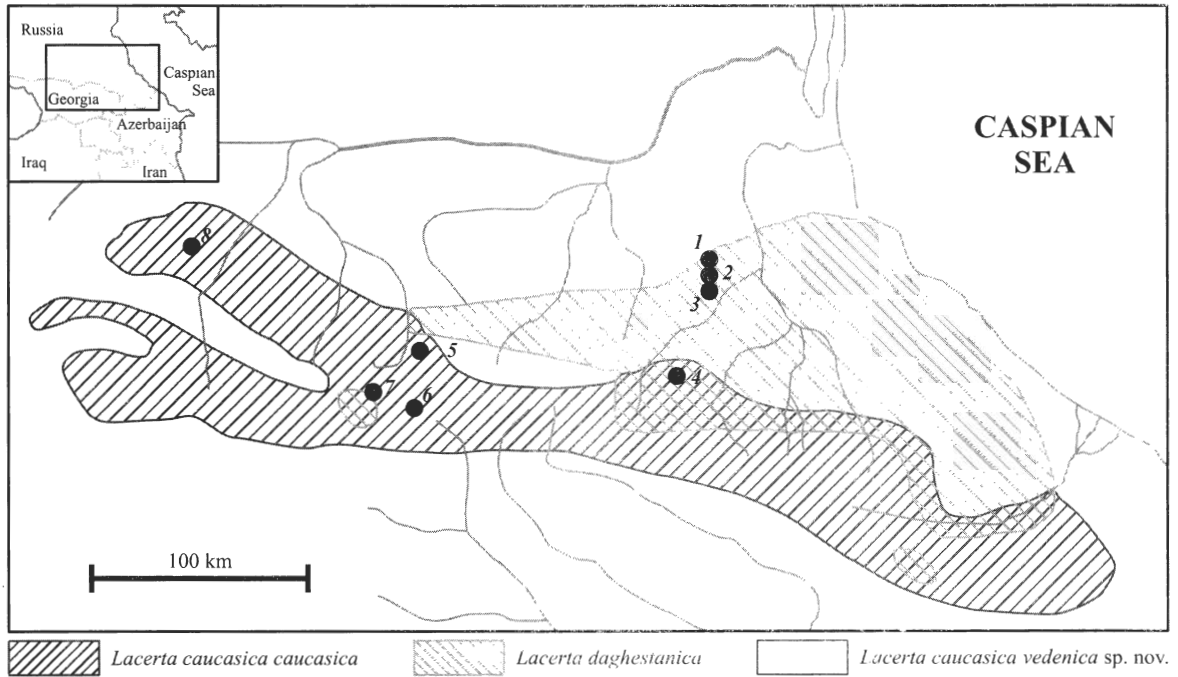 Russia
Caspian
Sea
Georgia
Azerbaijan
Iraq
Iran
CASPIAN
SEA
8
1
2
3
5
4
7
6
100 km
Lacerta caucasica caucasica
Lacerta daghestanica
Lacerta caucasica vedenica sp. nov.